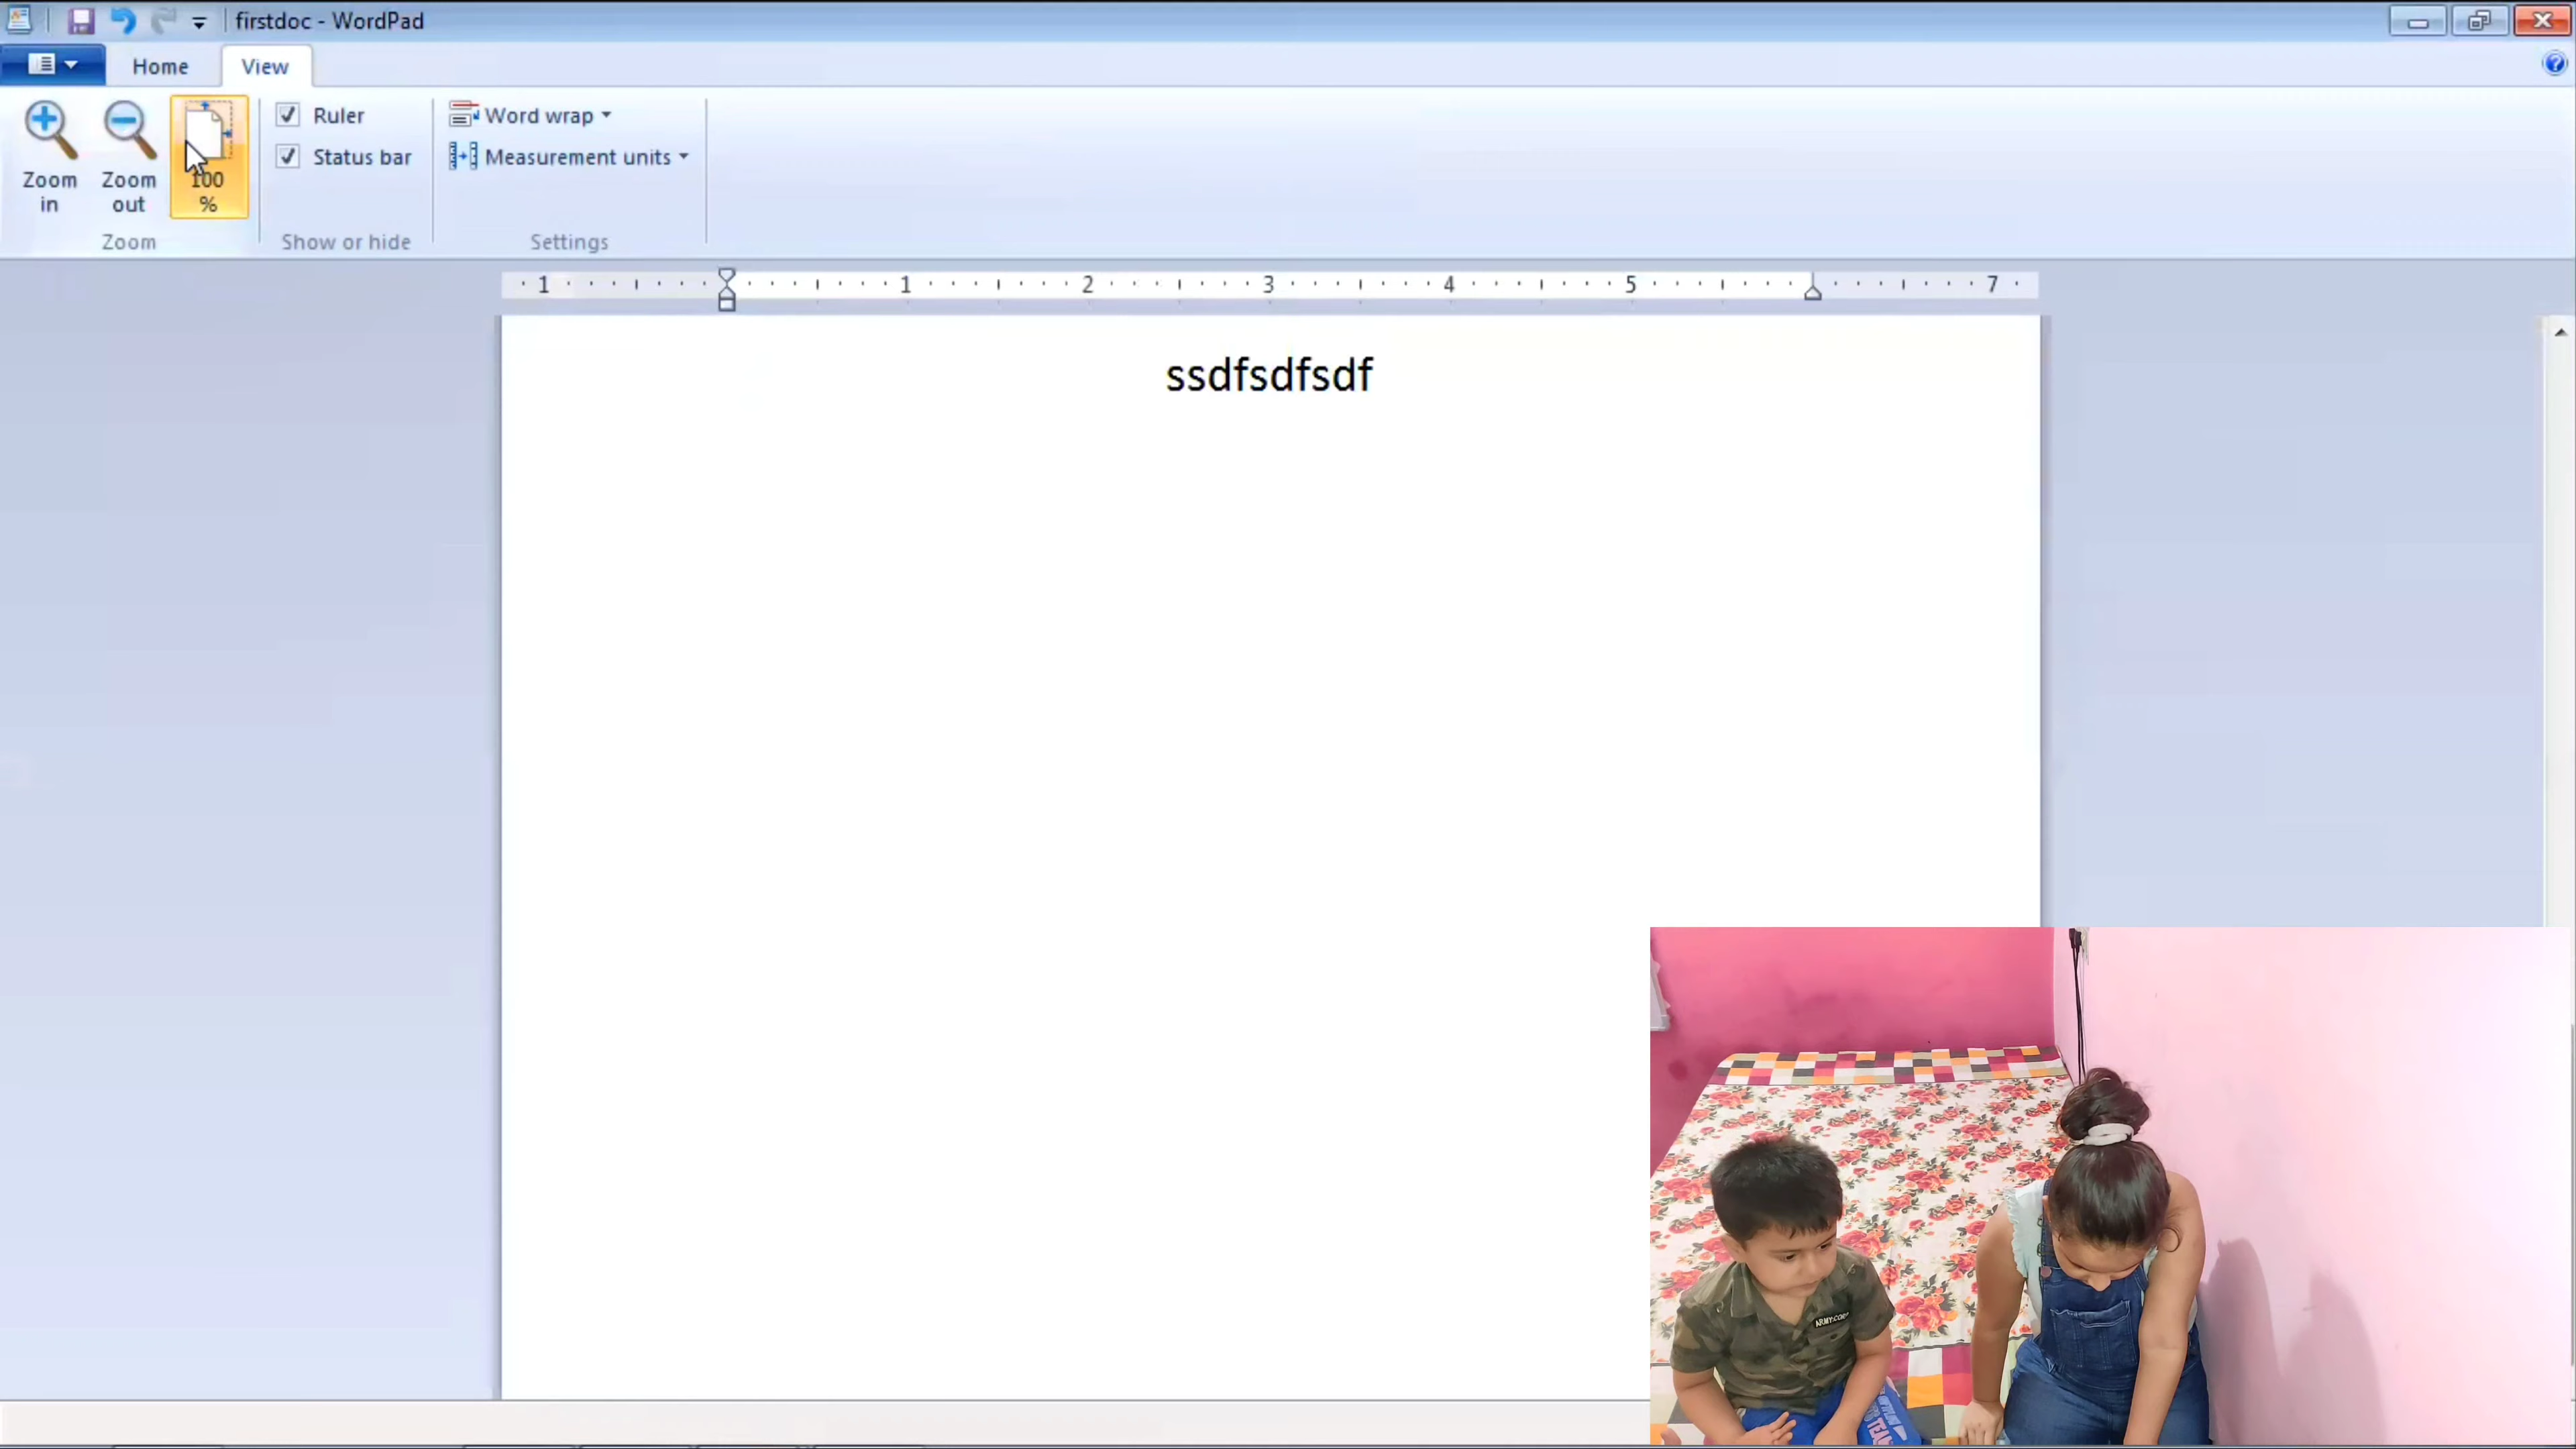 firstdoc - WordPad
Home View
Zoom in
Zoom out
100 %
Ruler
Status bar
Word wrap
Measurement units
Zoom
Show or hide
Settings
1 1 2 3 4 5 7
ssdfsdfsdf